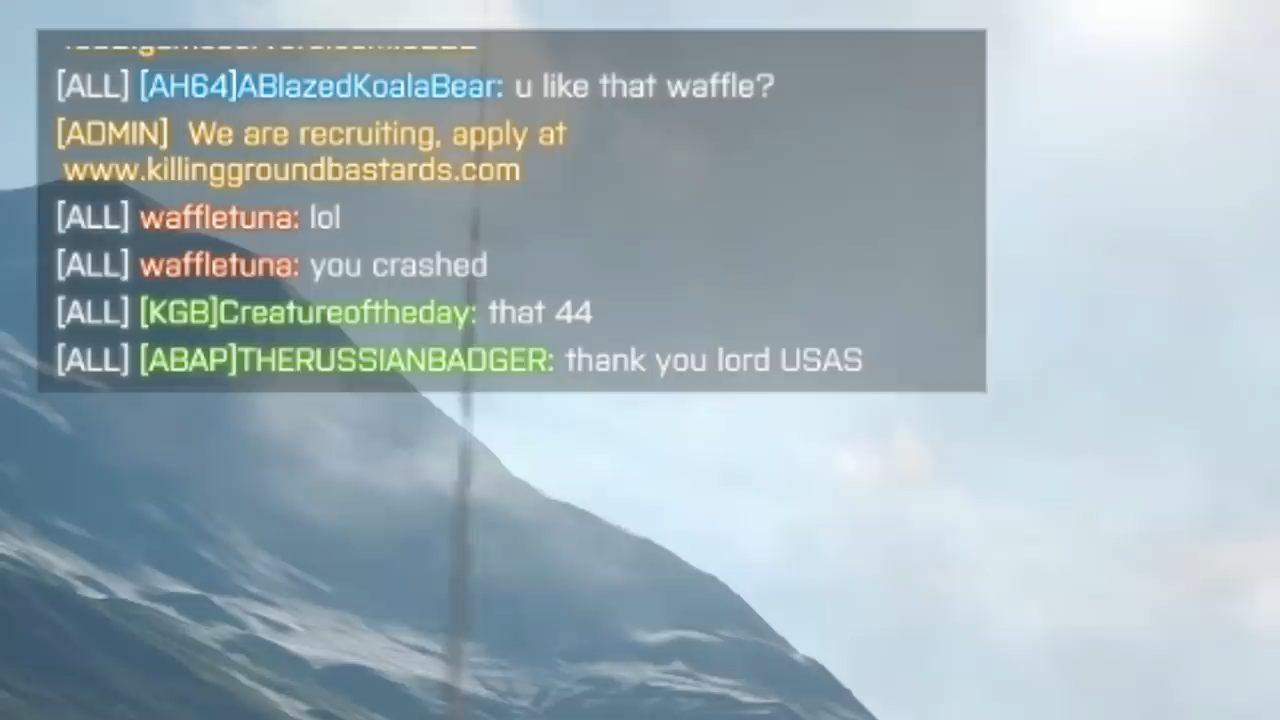 [ALL] [AH64]ABlazedKoalaBear: u like that waffle?
[ADMIN] We are recruiting, apply at
www.killinggroundbastards.com
[ALL] waffletuna: lol
[ALL] waffletuna: you crashed
[ALL] [KGB]Creatureoftheday: that 44
[ALL] [ABAP]THERUSSIANBADGER: thank you lord USAS